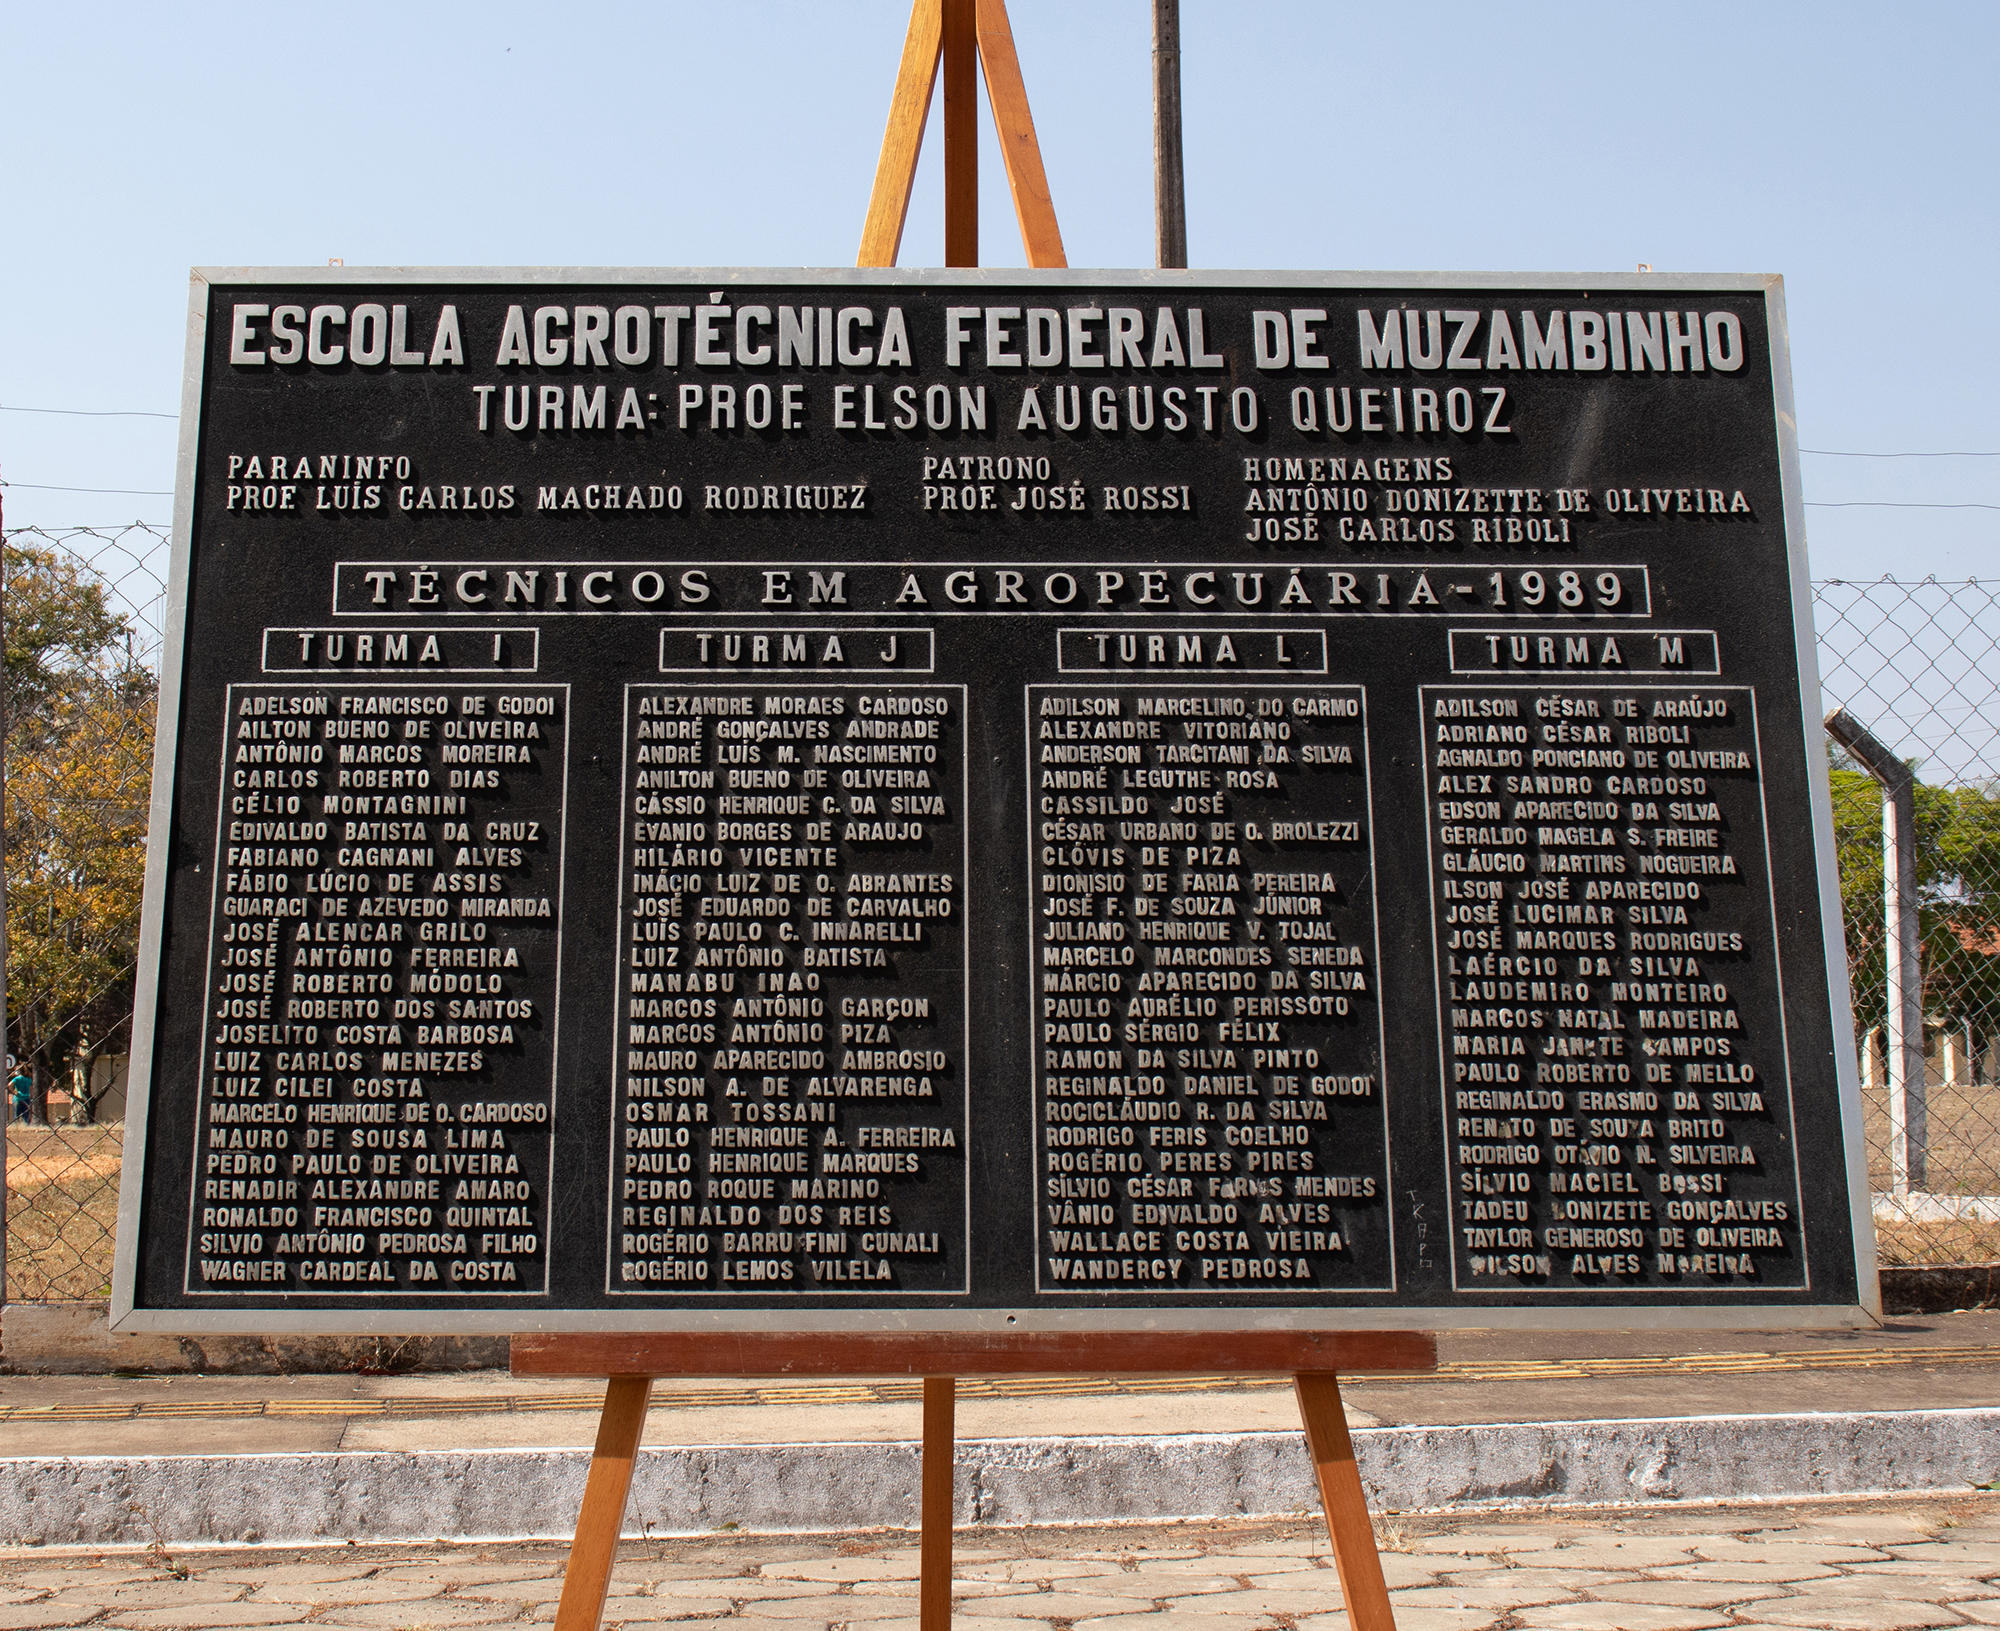 ESCOLA AGROTÉCNICA FEDERAL DE MUZAMBINHO
TURMA: PROF. ELSON AUGUSTO QUEIROZ
PARANINFO
PROF. LUÍS CARLOS MACHADO RODRIGUEZ
PATRONO
PROF. JOSÉ ROSSI
HOMENAGENS
ANTÔNIO DONIZETTE DE OLIVEIRA
JOSÉ CARLOS RIBOLI
TÉCNICOS EM AGROPECUÁRIA-1989
TURMA I
ADELSON FRANCISCO DE GODOI
AILTON BUENO DE OLIVEIRA
ANTÔNIO MARCOS MOREIRA
CARLOS ROBERTO DIAS
CÉLIO MONTAGNINI
EDIVALDO BATISTA DA CRUZ
FABIANO CAGNANI ALVES
FÁBIO LÚCIO DE ASSIS
GUARACI DE AZEVEDO MIRANDA
JOSÉ ALENCAR GRILO
JOSÉ ANTÔNIO FERREIRA
JOSÉ ROBERTO MÓDOLO
JOSÉ ROBERTO DOS SANTOS
JOSELITO COSTA BARBOSA
LUIZ CARLOS MENEZES
LUIZ CILEI COSTA
MARCELO HENRIQUE DE O. CARDOSO
MAURO DE SOUSA LIMA
PEDRO PAULO DE OLIVEIRA
RENADIR ALEXANDRE AMARO
RONALDO FRANCISCO QUINTAL
SILVIO ANTÔNIO PEDROSA FILHO
WAGNER CARDEAL DA COSTA
TURMA J
ALEXANDRE MORAES CARDOSO
ANDRÉ GONÇALVES ANDRADE
ANDRÉ LUÍS M. NASCIMENTO
ANILTON BUENO DE OLIVEIRA
CÁSSIO HENRIQUE C. DA SILVA
EVANIO BORGES DE ARAUJO
HILÁRIO VICENTE
INÁCIO LUIZ DE O. ABRANTES
JOSÉ EDUARDO DE CARVALHO
LUÍS PAULO C. INNARELLI
LUIZ ANTÔNIO BATISTA
MANABU INAO
MARCOS ANTÔNIO GARÇON
MARCOS ANTÔNIO PIZA
MAURO APARECIDO AMBROSIO
NILSON A. DE ALVARENGA
OSMAR TOSSANI
PAULO HENRIQUE A. FERREIRA
PAULO HENRIQUE MARQUES
PEDRO ROQUE MARINO
REGINALDO DOS REIS
ROGÉRIO BARRUFFINI CUNALI
ROGÉRIO LEMOS VILELA
TURMA L
ADILSON MARCELINO DO CARMO
ALEXANDRE VITORIANO
ANDERSON TARCITANI DA SILVA
ANDRÉ LEGUTHE ROSA
CASSILDO JOSÉ
CÉSAR URBANO DE O. BROLEZZI
CLÓVIS DE PIZA
DIONISIO DE FARIA PEREIRA
JOSÉ F. DE SOUZA JÚNIOR
JULIANO HENRIQUE V. TOJAL
MARCELO MARCONDES SENEDA
MÁRCIO APARECIDO DA SILVA
PAULO AURÉLIO PERISSOTO
PAULO SÉRGIO FÉLIX
RAMON DA SILVA PINTO
REGINALDO DANIEL DE GODOI
ROCICLÁUDIO R. DA SILVA
RODRIGO FERIS COELHO
ROGÉRIO PERES PIRES
SÍLVIO CÉSAR MENDES
VÂNIO EDIVALDO ALVES
WALLACE COSTA VIEIRA
WANDERCY PEDROSA
TURMA M
ADILSON CÉSAR DE ARAÚJO
ADRIANO CÉSAR RIBOLI
AGNALDO PONCIANO DE OLIVEIRA
ALEX SANDRO CARDOSO
EDSON APARECIDO DA SILVA
GERALDO MAGELA S. FREIRE
GLÁUCIO MARTINS NOGUEIRA
ILSON JOSÉ APARECIDO
JOSÉ LUCIMAR SILVA
JOSÉ MARQUES RODRIGUES
LAÉRCIO DA SILVA
LAUDEMIRO MONTEIRO
MARCOS NATAL MADEIRA
MARIA JANETE CAMPOS
PAULO ROBERTO DE MELLO
REGINALDO ERASMO DA SILVA
RENATO DE SOUZA BRITO
RODRIGO OTÁVIO N. SILVEIRA
SÍLVIO MACIEL BOSSI
TADEU DONIZETE GONÇALVES
TAYLOR GENEROSO DE OLIVEIRA
WILSON ALVES MOREIRA